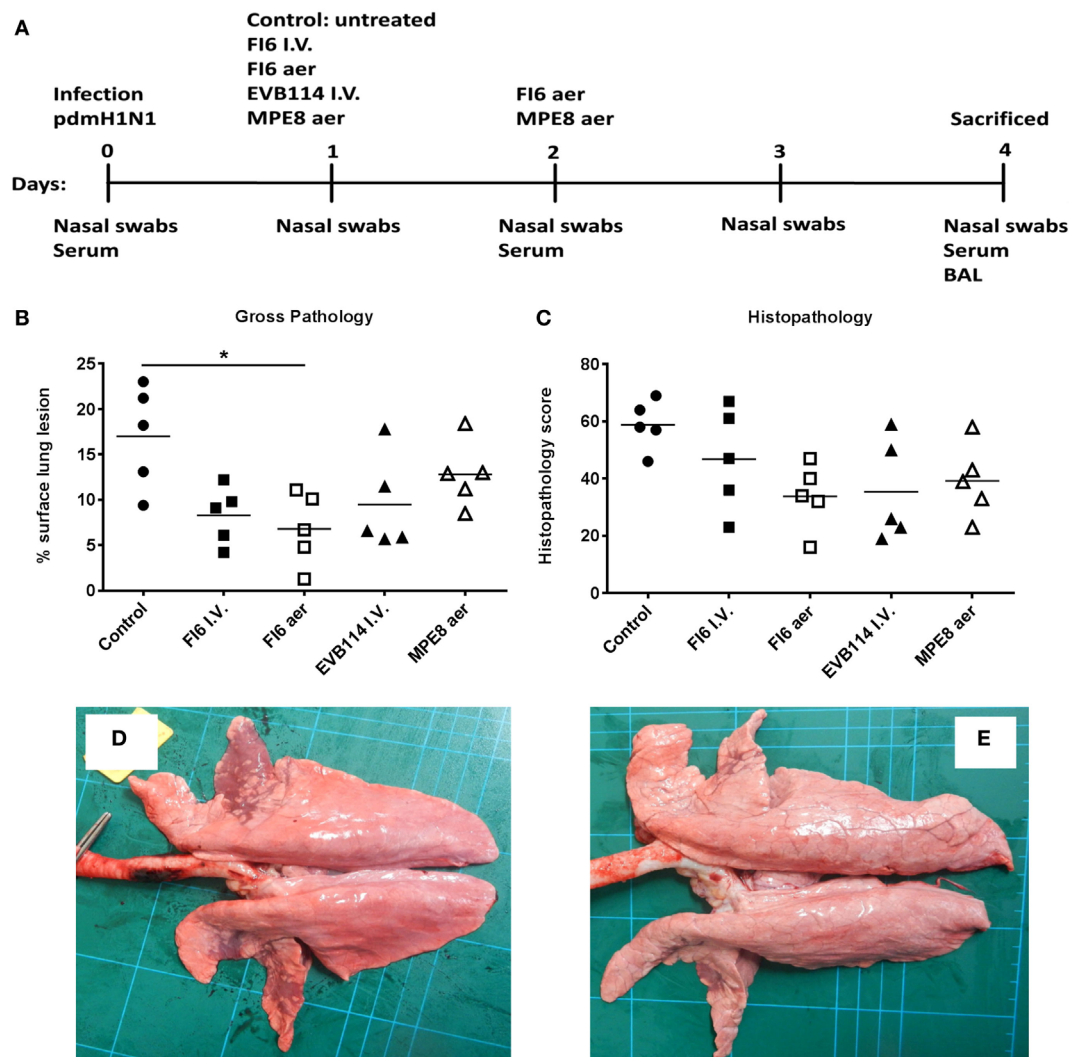 A
Control: untreated
FI6 I.V.
FI6 aer
EVB114 I.V.
MPE8 aer
Infection
pdmH1N1
FI6 aer
MPE8 aer
Sacrificed
0 1 2 3 4
Days:
Nasal swabs
Serum
Nasal swabs
Nasal swabs
Serum
Nasal swabs
Nasal swabs
Serum
BAL
B
Gross Pathology
*
% surface lung lesion
25
20
15
10
5
0
Control
FI6 I.V.
FI6 aer
EVB114 I.V.
MPE8 aer
C
Histopathology
Histopathology score
80
60
40
20
0
Control
FI6 I.V.
FI6 aer
EVB114 I.V.
MPE8 aer
D
E